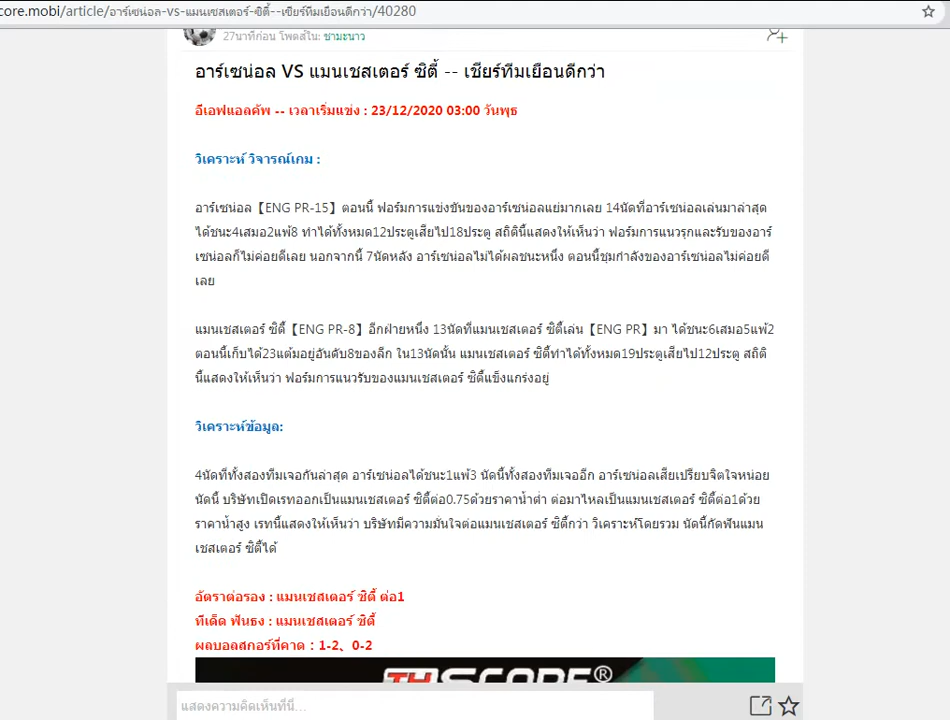 core.mobi/article/อาร์เซน่อล-vs-แมนเชสเตอร์-ซิตี้--เชียร์ทีมเยือนดีกว่า/40280
27นาทีก่อน โพสต์ใน: ชามะนาว
อาร์เซน่อล VS แมนเชสเตอร์ ซิตี้ -- เชียร์ทีมเยือนดีกว่า
อีเอฟแอลคัพ -- เวลาเริ่มแข่ง : 23/12/2020 03:00 วันพุธ
วิเคราะห์ วิจารณ์เกม :
อาร์เซน่อล【ENG PR-15】ตอนนี้ ฟอร์มการแข่งขันของอาร์เซน่อลแย่มากเลย 14นัดที่อาร์เซน่อลเล่นมาล่าสุด
ได้ชนะ4เสมอ2แพ้8 ทำได้ทั้งหมด12ประตูเสียไป18ประตู สถิตินี้แสดงให้เห็นว่า ฟอร์มการแนวรุกและรับของอาร์
เซน่อลก็ไม่ค่อยดีเลย นอกจากนี้ 7นัดหลัง อาร์เซน่อลไม่ได้ผลชนะหนึ่ง ตอนนี้ขุมกำลังของอาร์เซน่อลไม่ค่อยดี
เลย
แมนเชสเตอร์ ซิตี้【ENG PR-8】อีกฝ่ายหนึ่ง 13นัดที่แมนเชสเตอร์ ซิตี้เล่น【ENG PR】มา ได้ชนะ6เสมอ5แพ้2
ตอนนี้เก็บได้23แต้มอยู่อันดับ8ของลีก ใน13นัดนั้น แมนเชสเตอร์ ซิตี้ทำได้ทั้งหมด19ประตูเสียไป12ประตู สถิติ
นี้แสดงให้เห็นว่า ฟอร์มการแนวรับของแมนเชสเตอร์ ซิตี้แข็งแกร่งอยู่
วิเคราะห์ข้อมูล:
4นัดที่ทั้งสองทีมเจอกันล่าสุด อาร์เซน่อลได้ชนะ1แพ้3 นัดนี้ทั้งสองทีมเจออีก อาร์เซน่อลเสียเปรียบจิตใจหน่อย
นัดนี้ บริษัทเปิดเรทออกเป็นแมนเชสเตอร์ ซิตี้ต่อ0.75ด้วยราคาน้ำต่ำ ต่อมาไหลเป็นแมนเชสเตอร์ ซิตี้ต่อ1ด้วย
ราคาน้ำสูง เรทนี้แสดงให้เห็นว่า บริษัทมีความมั่นใจต่อแมนเชสเตอร์ ซิตี้กว่า วิเคราะห์โดยรวม นัดนี้กัดฟันแมน
เชสเตอร์ ซิตี้ได้
อัตราต่อรอง : แมนเชสเตอร์ ซิตี้ ต่อ1
ทีเด็ด ฟันธง : แมนเชสเตอร์ ซิตี้
ผลบอลสกอร์ที่คาด : 1-2、0-2
THSCORE®
แสดงความคิดเห็นที่นี่...